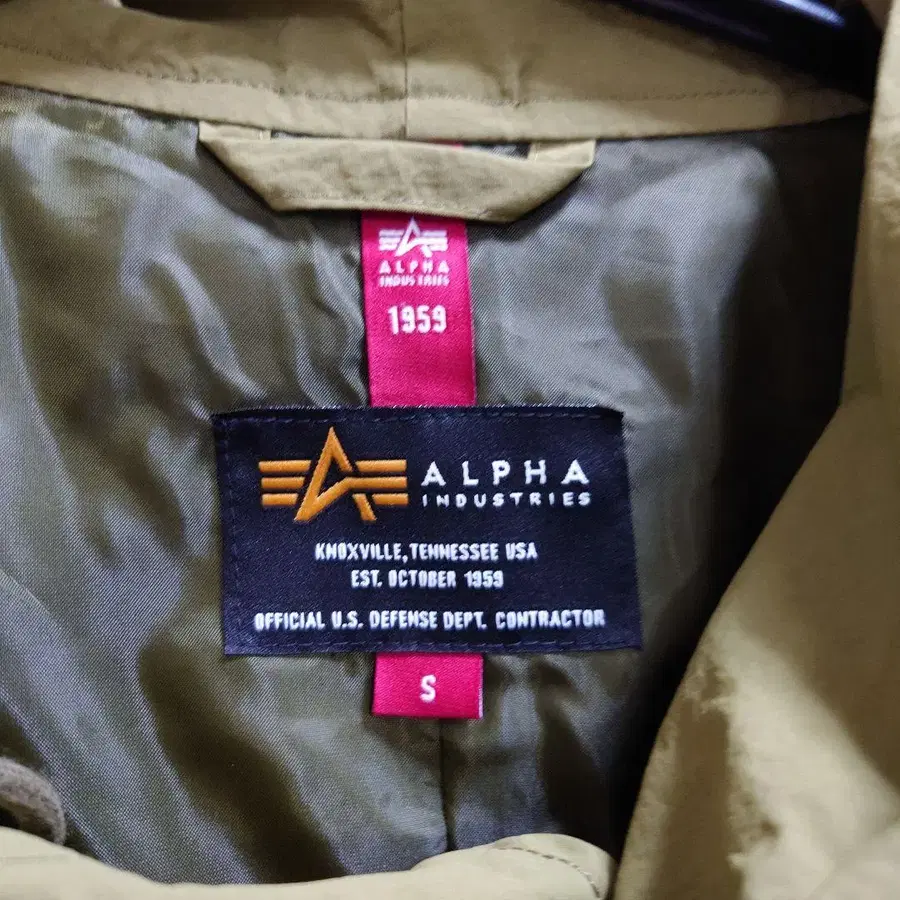 ALPHA
INDUSTRIES
1959
ALPHA
INDUSTRIES
KNOXVILLE, TENNESSEE USA
EST. OCTOBER 1959
OFFICIAL U.S. DEFENSE DEPT. CONTRACTOR
S